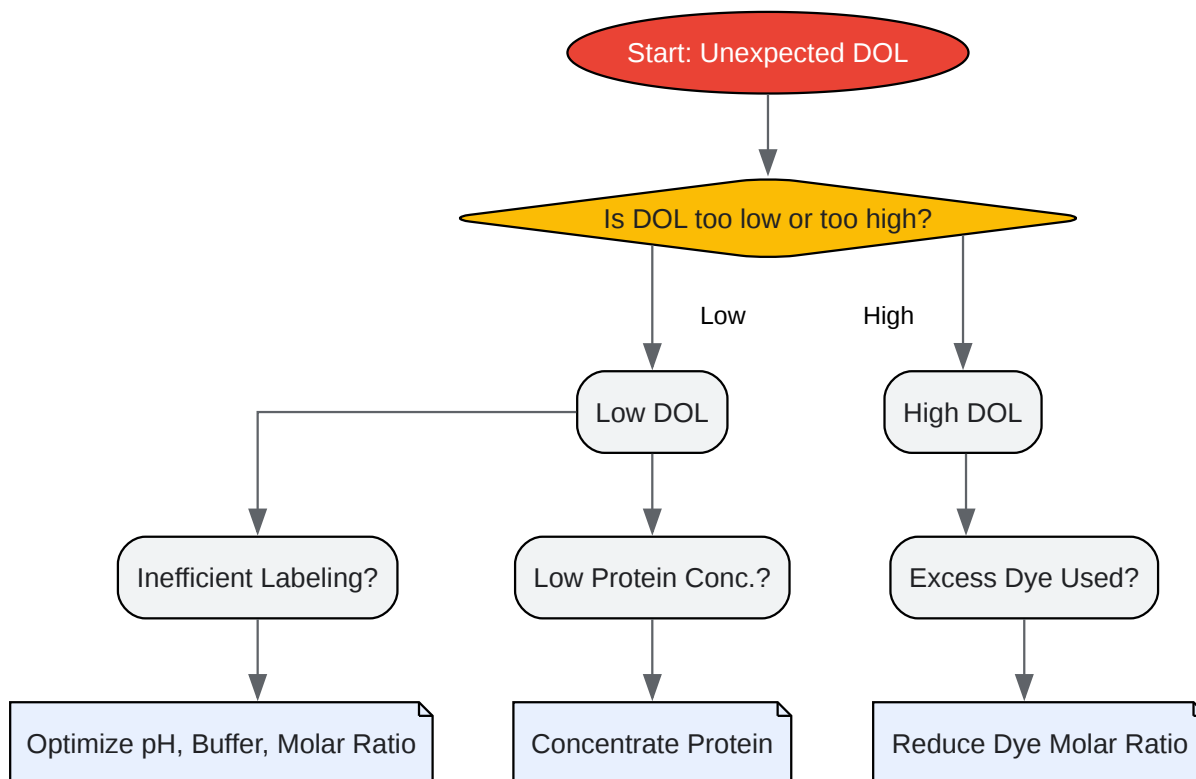 Start: Unexpected DOL
Is DOL too low or too high?
Low
High
Low DOL
High DOL
Inefficient Labeling?
Low Protein Conc.?
Excess Dye Used?
Optimize pH, Buffer, Molar Ratio
Concentrate Protein
Reduce Dye Molar Ratio